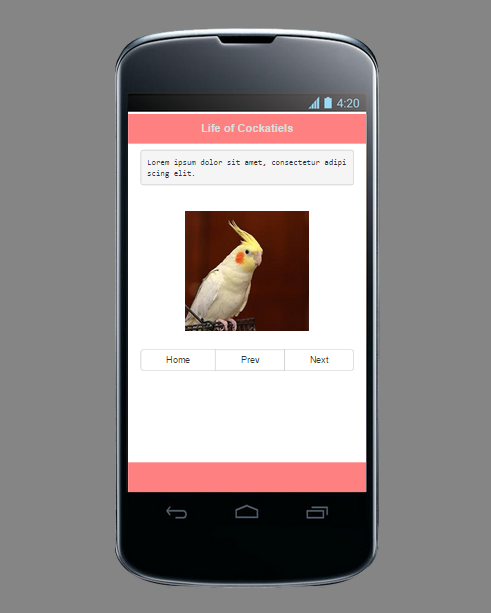 4:20
Life of Cockatiels
Lorem ipsum dolor sit amet, consectetur adipi
scing elit.
Home Prev Next